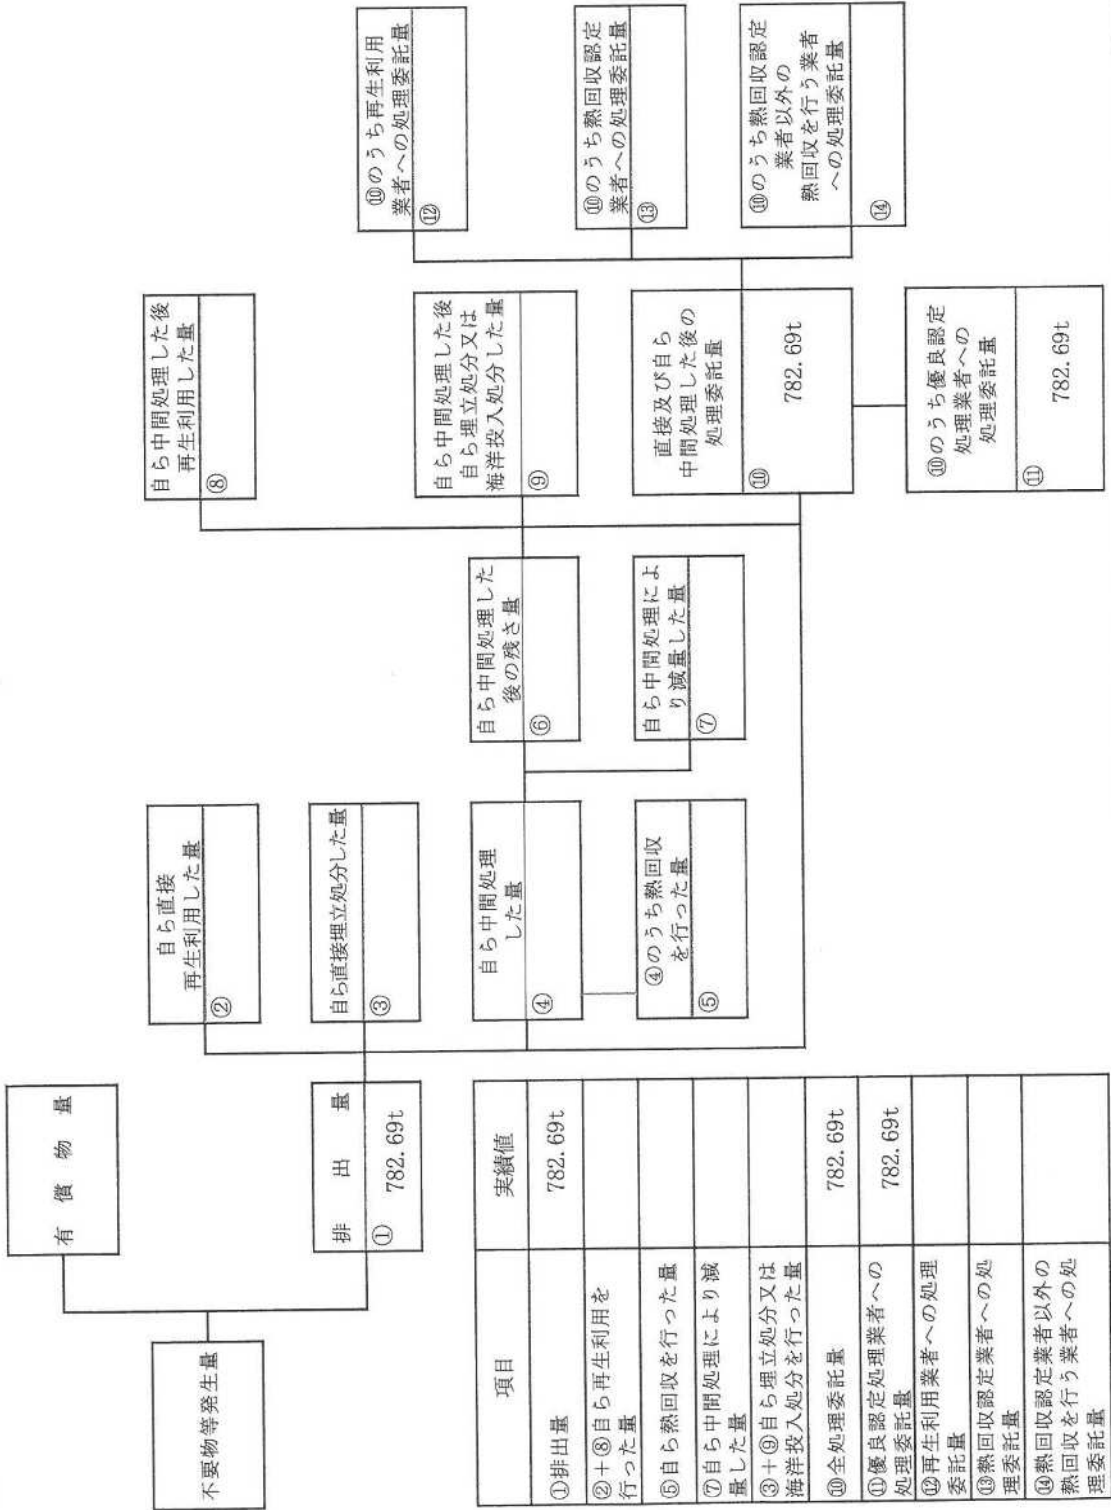 不要物等発生量
有償物量
排出量
① 782.69t
自ら直接
再生利用した量
②
自ら直接埋立処分した量
③
自ら中間処理
した量
④
④のうち熱回収
を行った量
⑤
自ら中間処理した
後の残さ量
⑥
自ら中間処理によ
り減量した量
⑦
自ら中間処理した後
再生利用した量
⑧
自ら中間処理した後
自ら埋立処分又は
海洋投入処分した量
⑨
直接及び自ら
中間処理した後の
処理委託量
⑩
782.69t
⑩のうち優良認定
処理業者への
処理委託量
⑪
782.69t
⑩のうち再生利用
業者への処理委託量
⑫
⑩のうち熱回収認定
業者への処理委託量
⑬
⑩のうち熱回収認定
業者以外の
熱回収を行う業者
への処理委託量
⑭
項目 実績値
①排出量 782.69t
②+⑧自ら再生利用を
行った量
⑤自ら熱回収を行った量
⑦自ら中間処理により減
量した量
③+⑨自ら埋立処分又は
海洋投入処分を行った量
⑩全処理委託量 782.69t
⑪優良認定処理業者への
処理委託量 782.69t
⑫再生利用業者への処理
委託量
⑬熱回収認定業者への処
理委託量
⑭熱回収認定業者以外の
熱回収を行う業者への処
理委託量